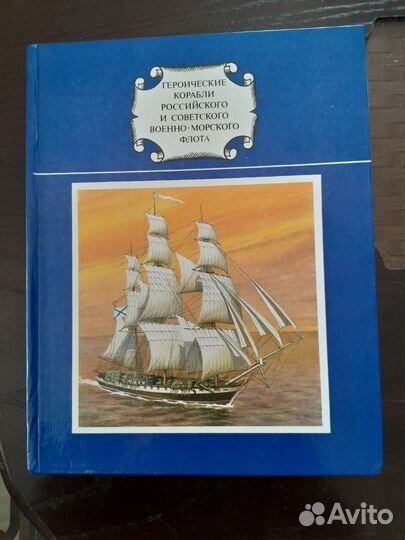 ГЕРОИЧЕСКИЕ
КОРАБЛИ
РОССИЙСКОГО
И СОВЕТСКОГО
ВОЕННО-МОРСКОГО
ФЛОТА
Avito